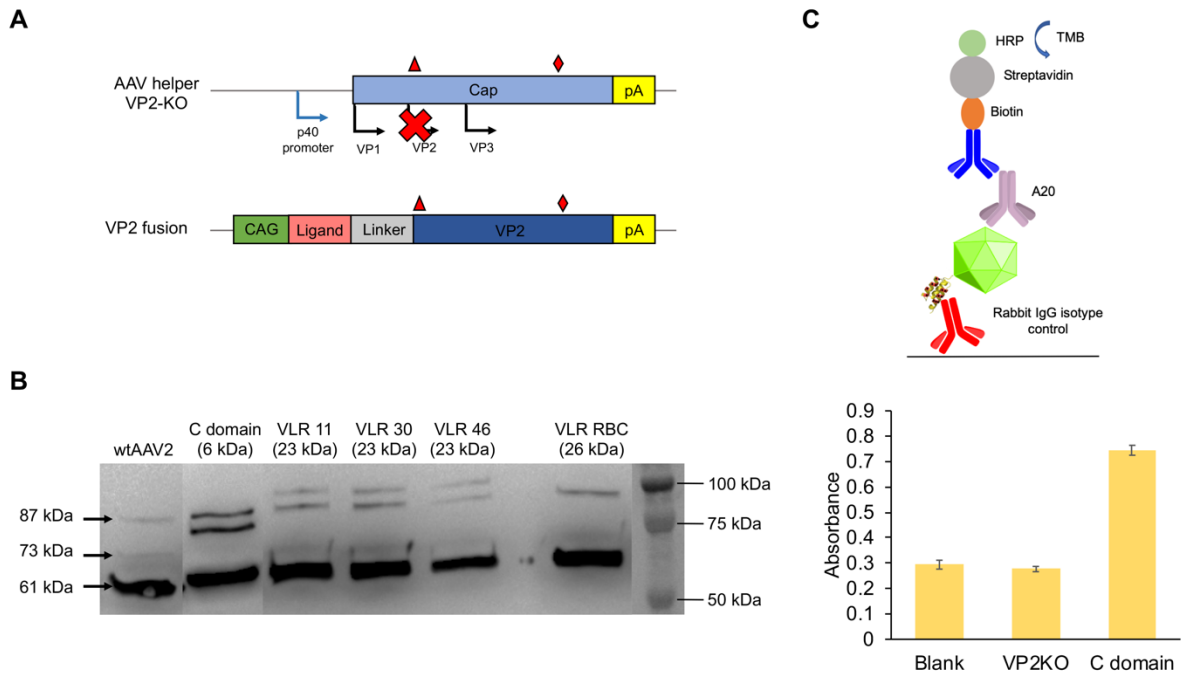 A
AAV helper
VP2-KO
Cap
pA
p40
promoter
VP1
VP2
VP3
VP2 fusion
CAG
Ligand
Linker
VP2
pA
B
wtAAV2
C domain
(6 kDa)
VLR 11
(23 kDa)
VLR 30
(23 kDa)
VLR 46
(23 kDa)
VLR RBC
(26 kDa)
87 kDa
73 kDa
61 kDa
100 kDa
75 kDa
50 kDa
C
HRP
TMB
Streptavidin
Biotin
A20
Rabbit IgG isotype
control
Absorbance
0.9
0.8
0.7
0.6
0.5
0.4
0.3
0.2
0.1
0
Blank
VP2KO
C domain